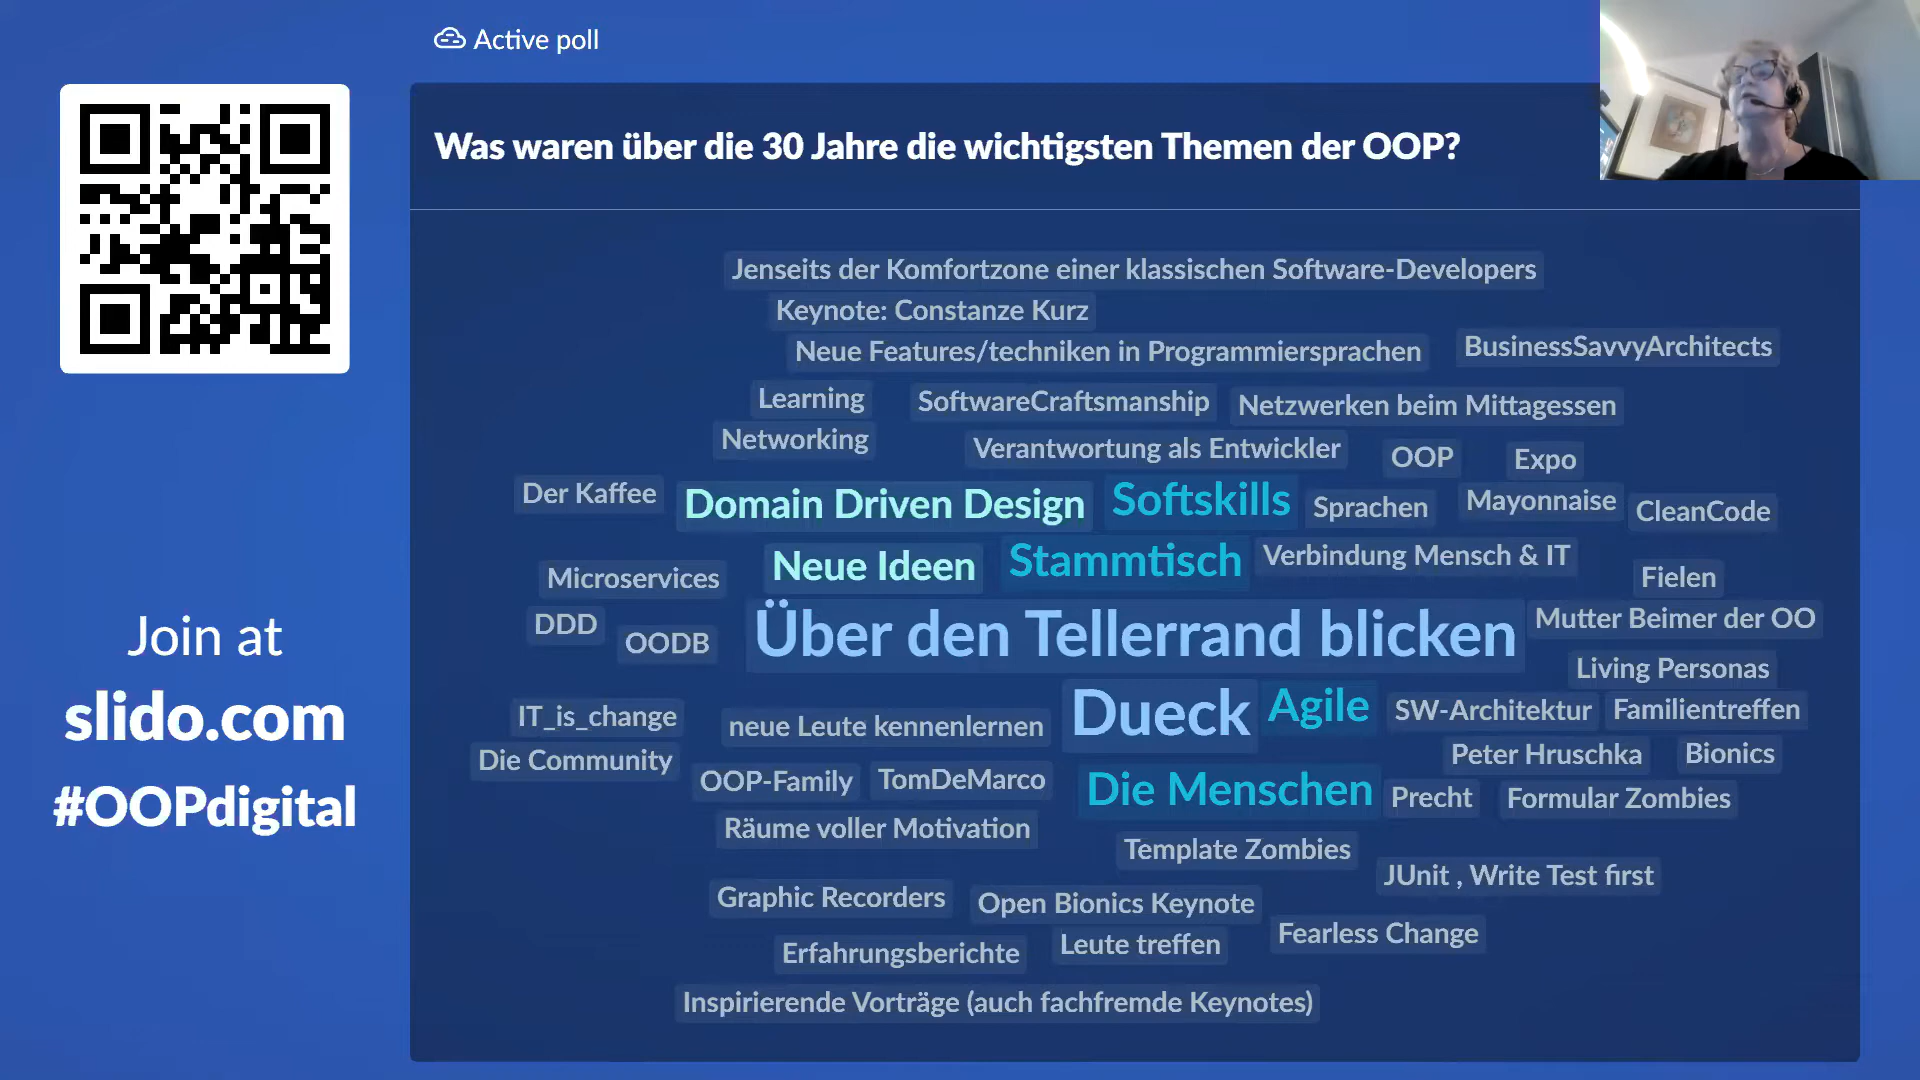 Active poll
Was waren über die 30 Jahre die wichtigsten Themen der OOP?
Join at
slido.com
#OOPdigital
Jenseits der Komfortzone einer klassischen Software-Developers
Keynote: Constanze Kurz
Neue Features/techniken in Programmiersprachen
BusinessSavvyArchitects
Learning
SoftwareCraftsmanship
Netzwerken beim Mittagessen
Networking
Verantwortung als Entwickler
OOP
Expo
Der Kaffee
Domain Driven Design
Softskills
Sprachen
Mayonnaise
CleanCode
Microservices
Neue Ideen
Stammtisch
Verbindung Mensch & IT
Fielen
DDD
OODB
Über den Tellerrand blicken
Mutter Beimer der OO
Living Personas
IT_is_change
neue Leute kennenlernen
Dueck
Agile
SW-Architektur
Familientreffen
Die Community
Peter Hruschka
Bionics
OOP-Family
TomDeMarco
Die Menschen
Precht
Formular Zombies
Räume voller Motivation
Template Zombies
JUnit , Write Test first
Graphic Recorders
Open Bionics Keynote
Fearless Change
Erfahrungsberichte
Leute treffen
Inspirierende Vorträge (auch fachfremde Keynotes)